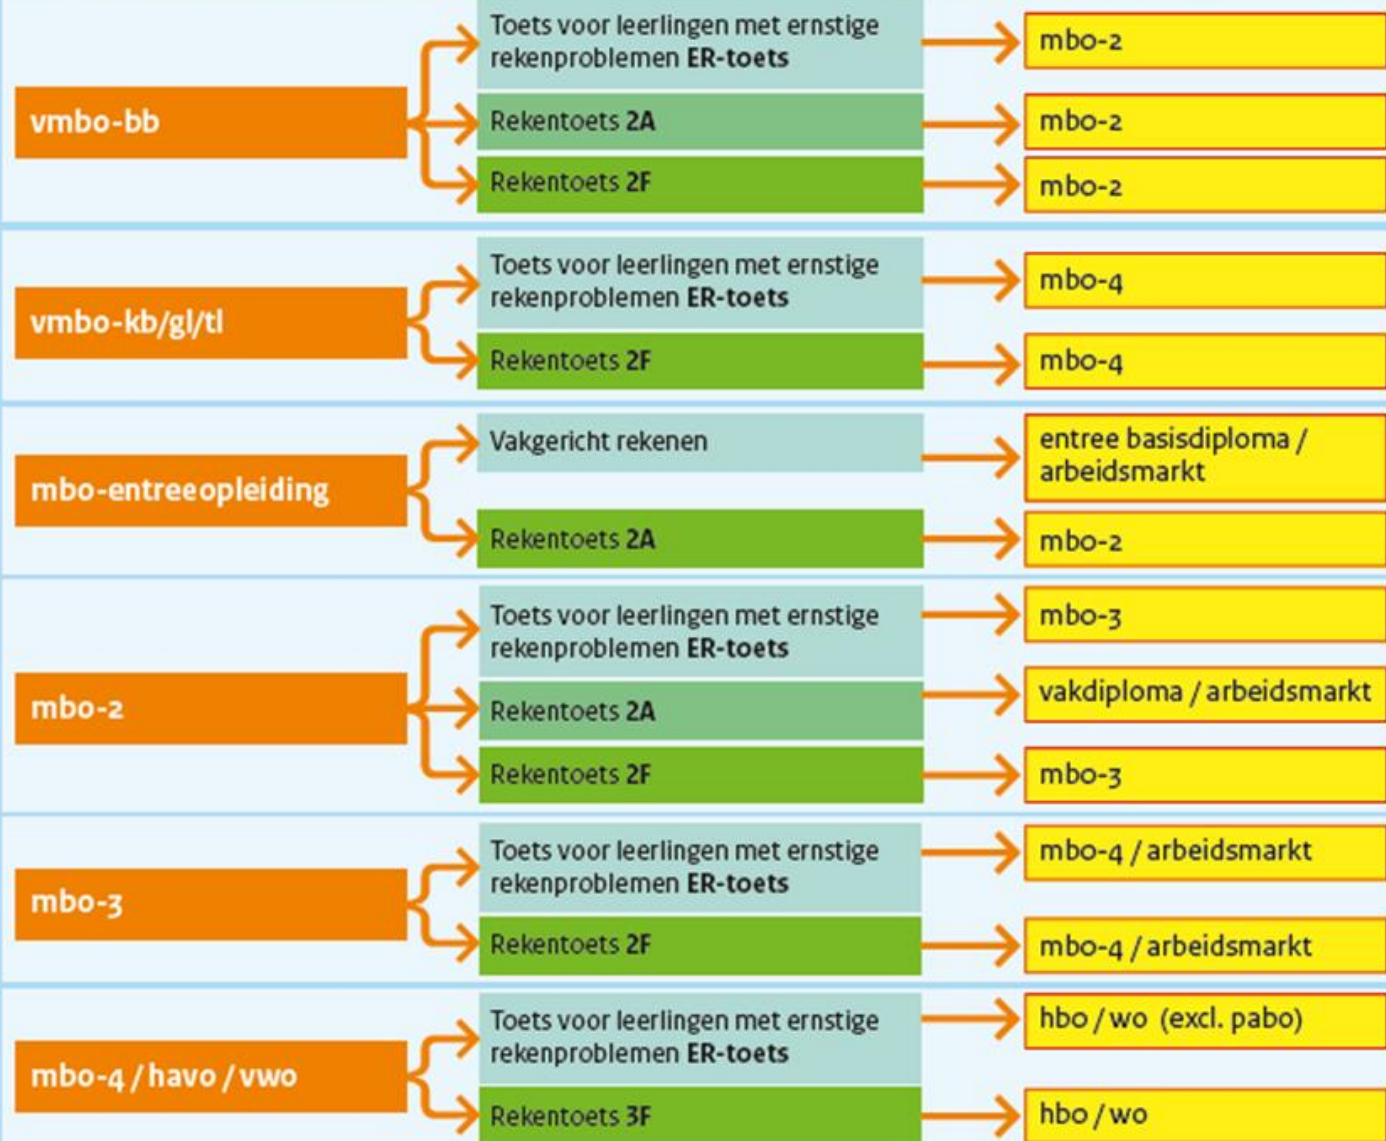 vmbo-bb
Toets voor leerlingen met ernstige
rekenproblemen ER-toets
mbo-2
Rekentoets 2A
mbo-2
Rekentoets 2F
mbo-2
vmbo-kb/gl/tl
Toets voor leerlingen met ernstige
rekenproblemen ER-toets
mbo-4
Rekentoets 2F
mbo-4
mbo-entreeopleiding
Vakgericht rekenen
entree basisdiploma /
arbeidsmarkt
Rekentoets 2A
mbo-2
mbo-2
Toets voor leerlingen met ernstige
rekenproblemen ER-toets
mbo-3
Rekentoets 2A
vakdiploma / arbeidsmarkt
Rekentoets 2F
mbo-3
mbo-3
Toets voor leerlingen met ernstige
rekenproblemen ER-toets
mbo-4 / arbeidsmarkt
Rekentoets 2F
mbo-4 / arbeidsmarkt
mbo-4 / havo / vwo
Toets voor leerlingen met ernstige
rekenproblemen ER-toets
hbo / wo (excl. pabo)
Rekentoets 3F
hbo / wo